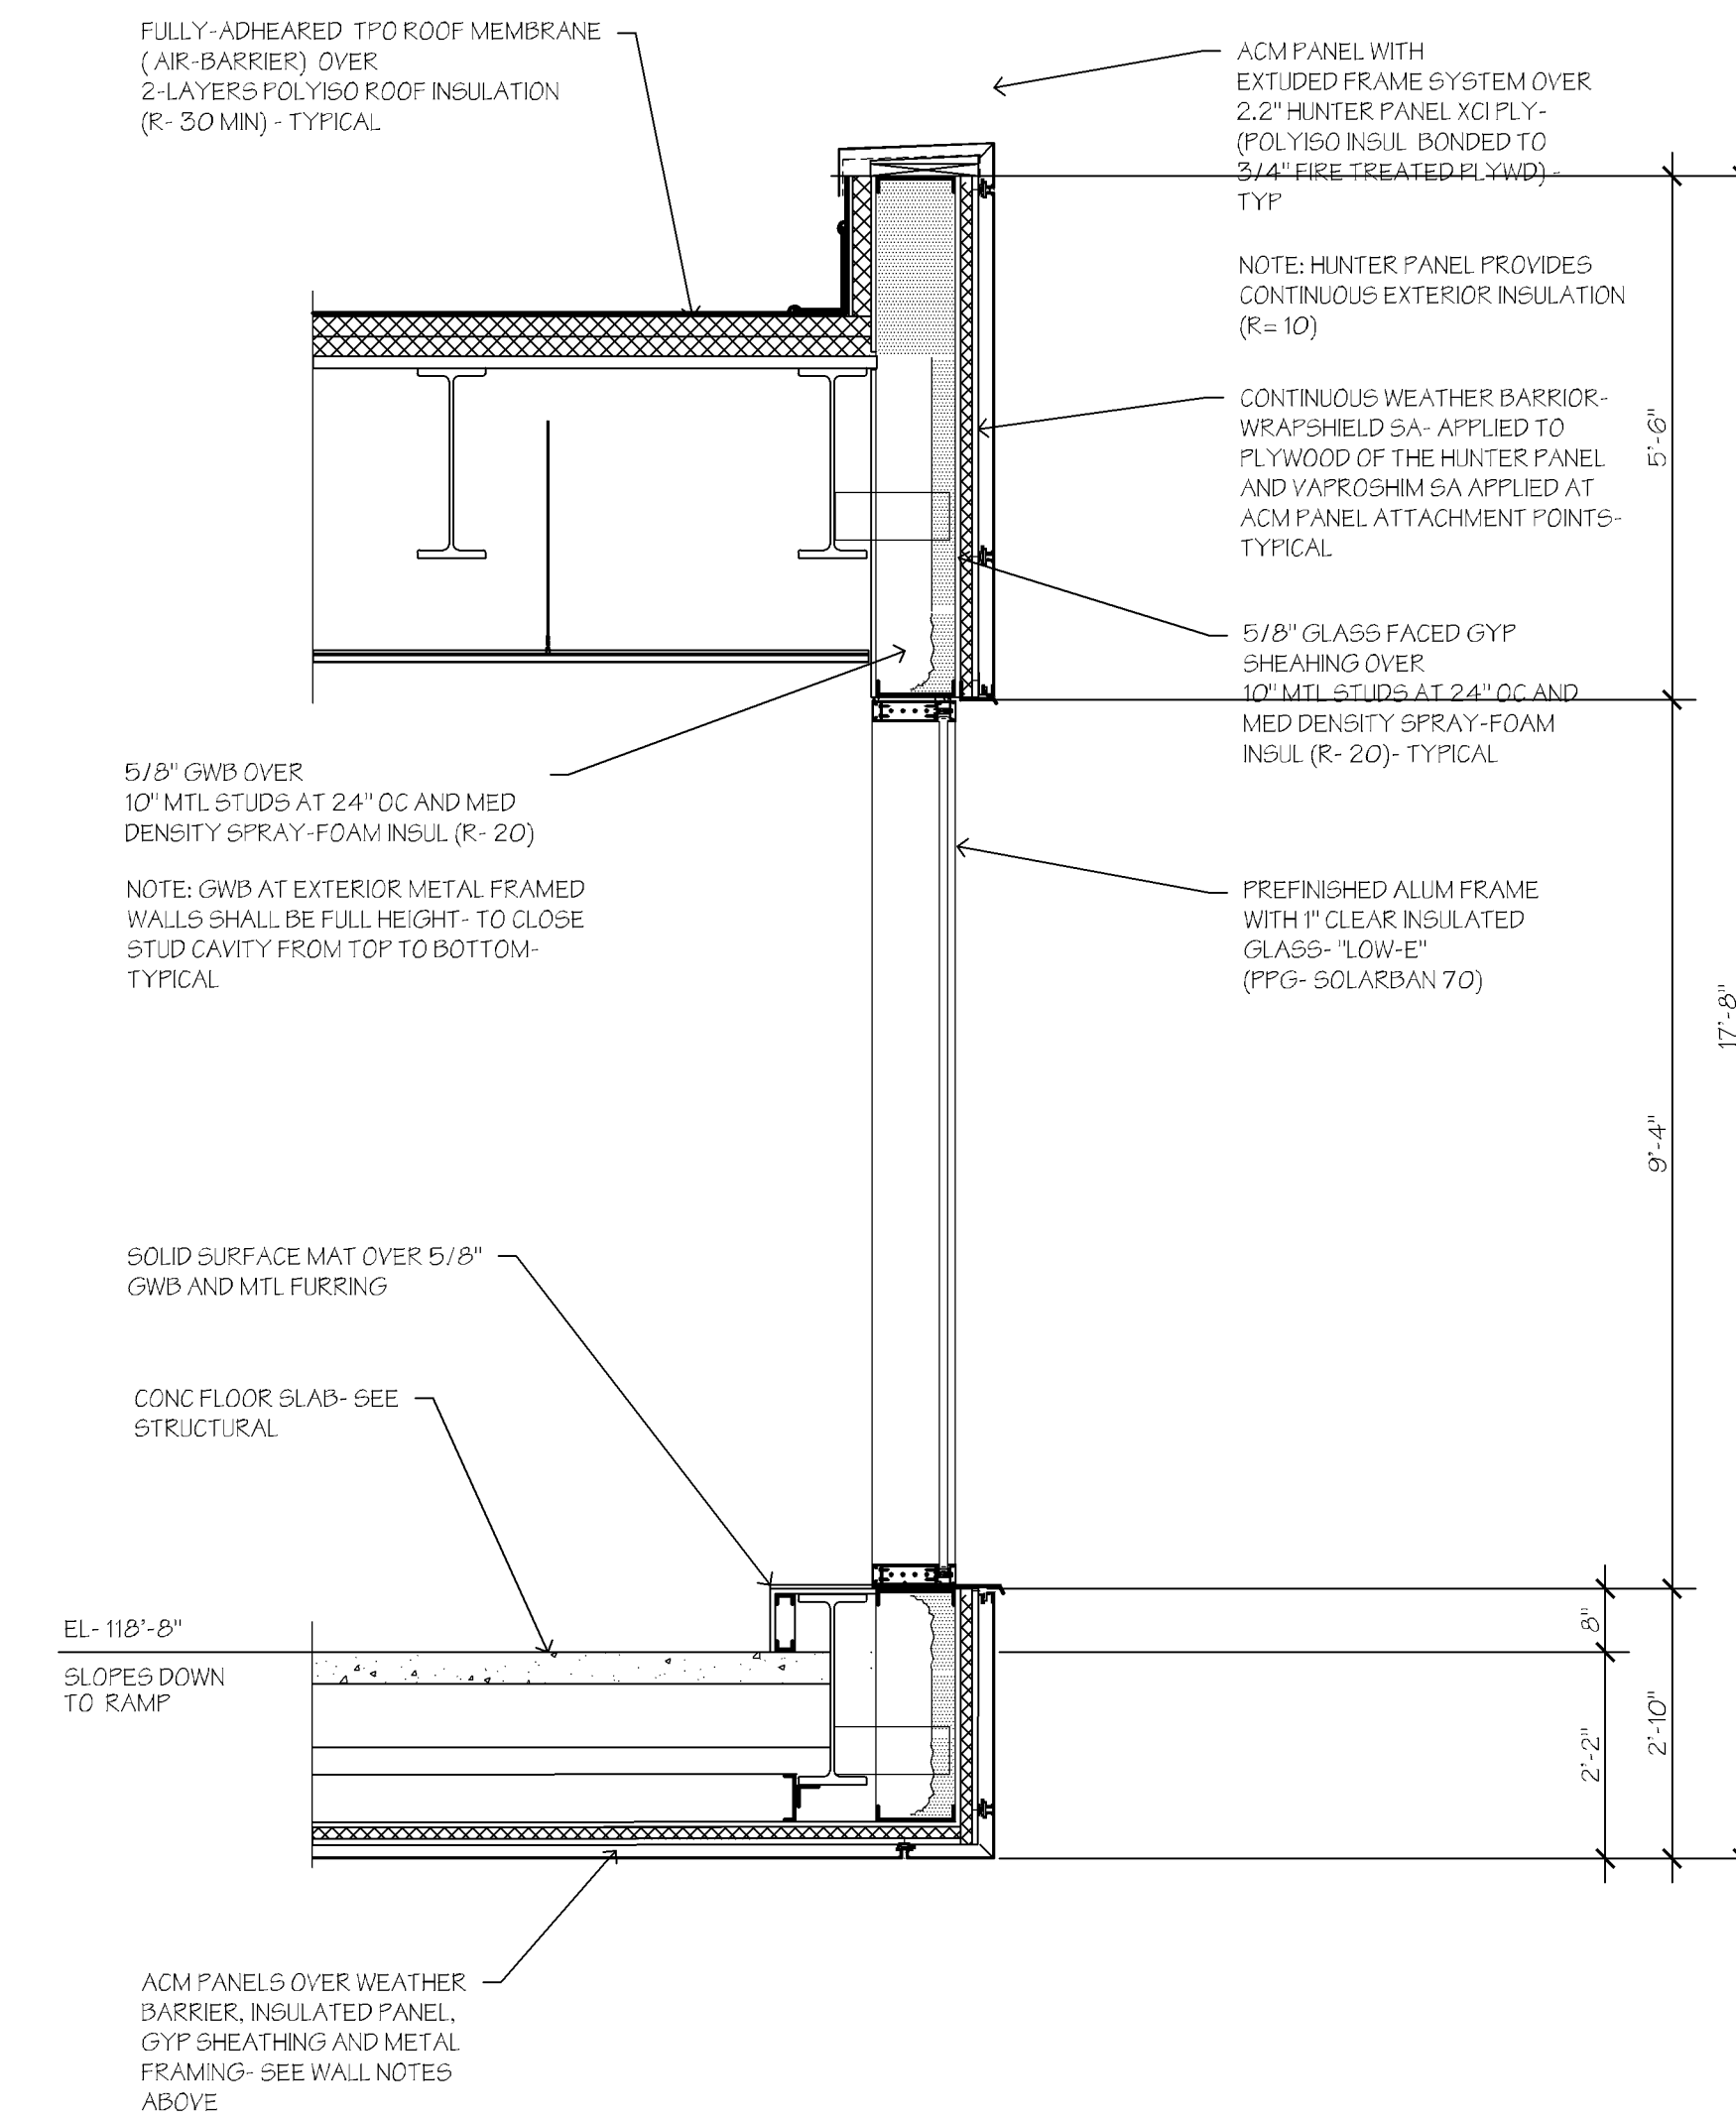 FULLY-ADHEARED TPO ROOF MEMBRANE
(AIR-BARRIER) OVER
2-LAYERS POLYISO ROOF INSULATION
(R- 30 MIN) - TYPICAL
ACM PANEL WITH
EXTUDED FRAME SYSTEM OVER
2.2" HUNTER PANEL XCI PLY-
(POLYISO INSUL BONDED TO
3/4" FIRE TREATED PLYWD) -
TYP
NOTE: HUNTER PANEL PROVIDES
CONTINUOUS EXTERIOR INSULATION
(R= 10)
CONTINUOUS WEATHER BARRIOR-
WRAPSHIELD SA- APPLIED TO
PLYWOOD OF THE HUNTER PANEL
AND VAPROSHIM SA APPLIED AT
ACM PANEL ATTACHMENT POINTS-
TYPICAL
5'-6"
5/8" GLASS FACED GYP
SHEAHING OVER
10" MTL STUDS AT 24" OC AND
MED DENSITY SPRAY-FOAM
INSUL (R- 20)- TYPICAL
5/8" GWB OVER
10" MTL STUDS AT 24" OC AND MED
DENSITY SPRAY-FOAM INSUL (R- 20)
NOTE: GWB AT EXTERIOR METAL FRAMED
WALLS SHALL BE FULL HEIGHT- TO CLOSE
STUD CAVITY FROM TOP TO BOTTOM-
TYPICAL
PREFINISHED ALUM FRAME
WITH 1" CLEAR INSULATED
GLASS- "LOW-E"
(PPG- SOLARBAN 70)
17'-8"
9'-4"
SOLID SURFACE MAT OVER 5/8"
GWB AND MTL FURRING
CONC FLOOR SLAB- SEE
STRUCTURAL
EL- 118'-8"
SLOPES DOWN
TO RAMP
8"
2'-2"
2'-10"
ACM PANELS OVER WEATHER
BARRIER, INSULATED PANEL,
GYP SHEATHING AND METAL
FRAMING- SEE WALL NOTES
ABOVE